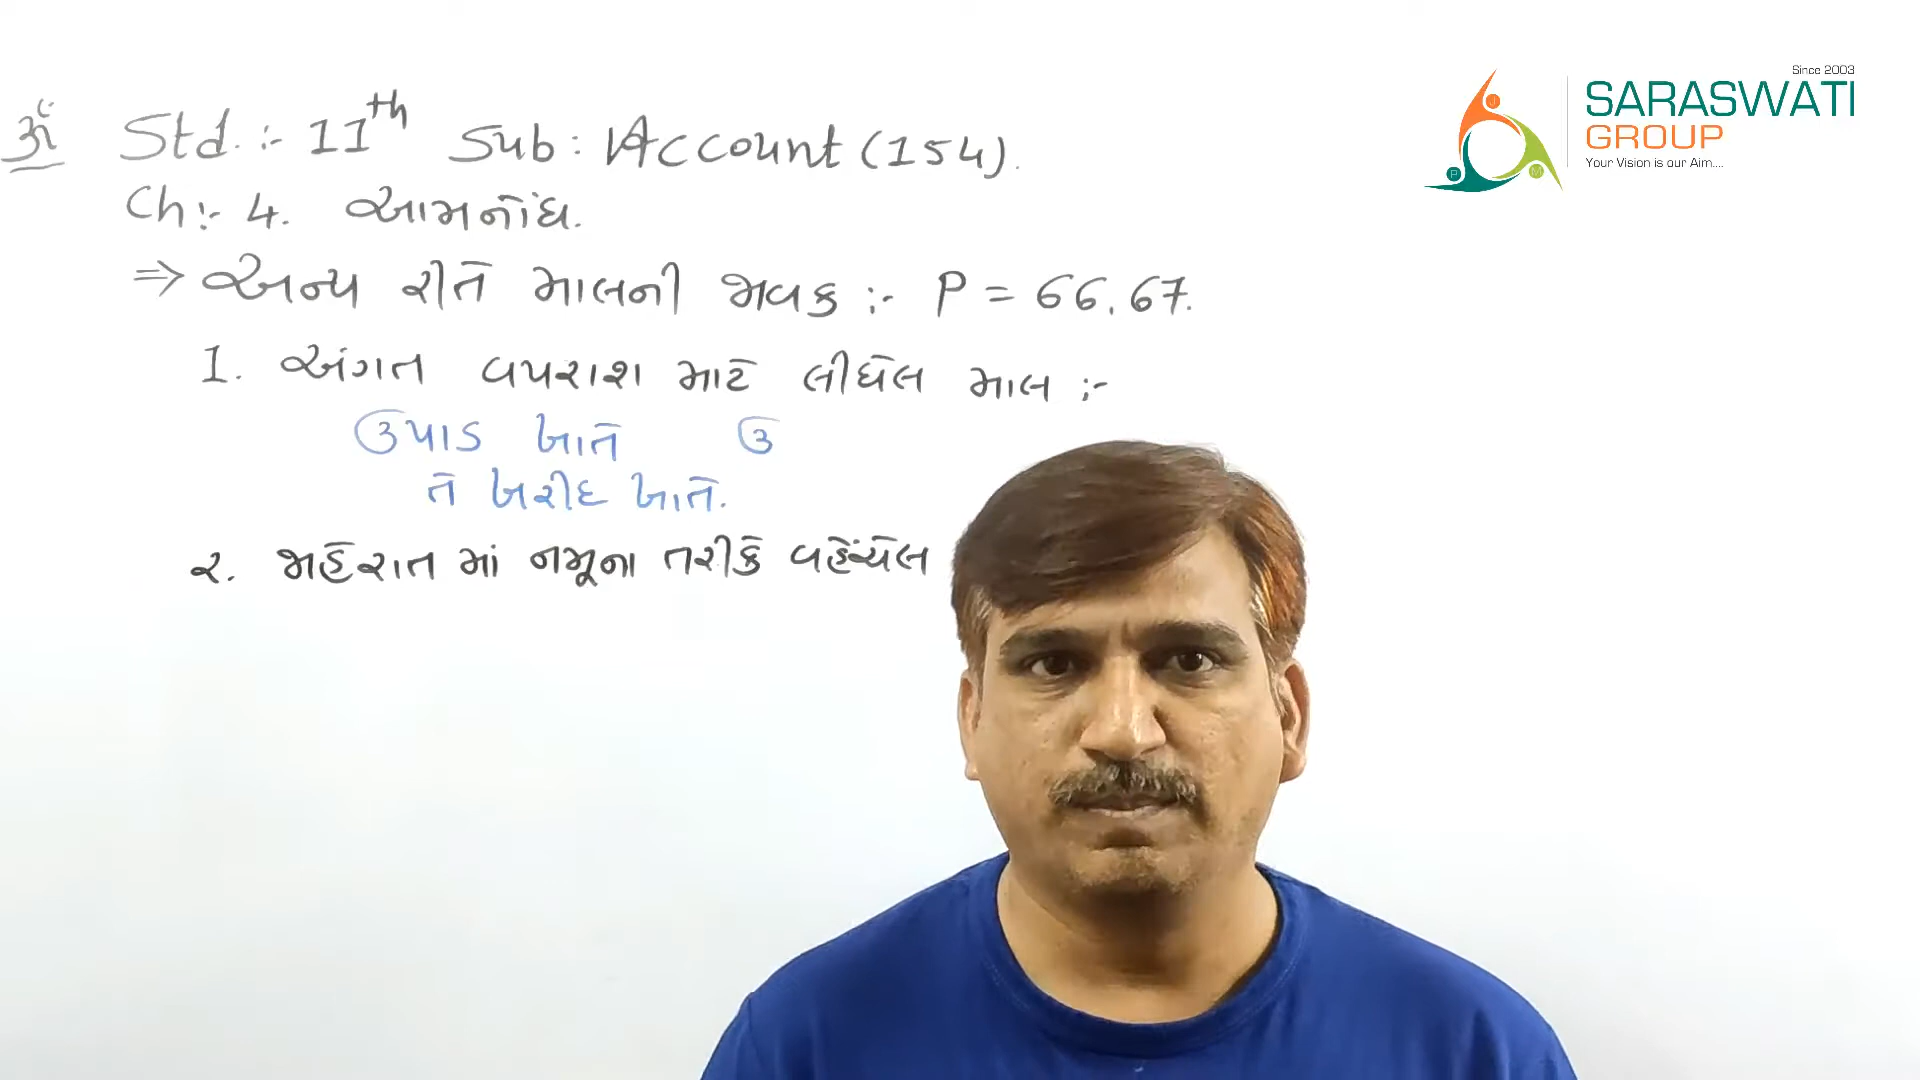 ૐ Std. :- 11th Sub : Account (154).
Ch :- 4. આમનોંધ.
⇒ અન્ય રીતે માલની જાવક :- P = 66, 67.
1. અંગત વપરાશ માટે લીધેલ માલ :-
ઉપાડ ખાતે ઉ
તે ખરીદ ખાતે.
૨. જાહેરાત માં નમૂના તરીકે વહેંચેલ
Since 2003
SARASWATI
GROUP
Your Vision is our Aim....
J
P
M